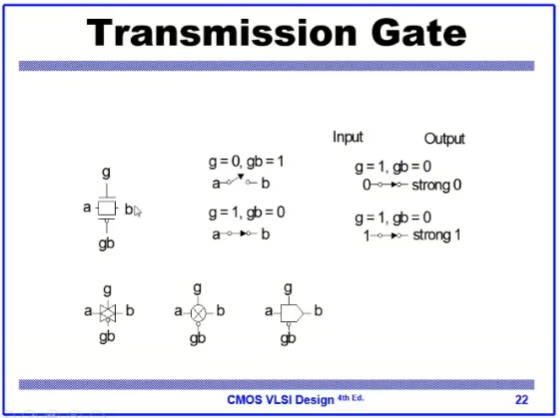 Transmission Gate
Input Output
g = 0, gb = 1
a b
g = 1, gb = 0
a b
g = 1, gb = 0
0 strong 0
g = 1, gb = 0
1 strong 1
g
a b
gb
g
a b
gb
g
a b
gb
g
a b
gb
CMOS VLSI Design 4th Ed.
22